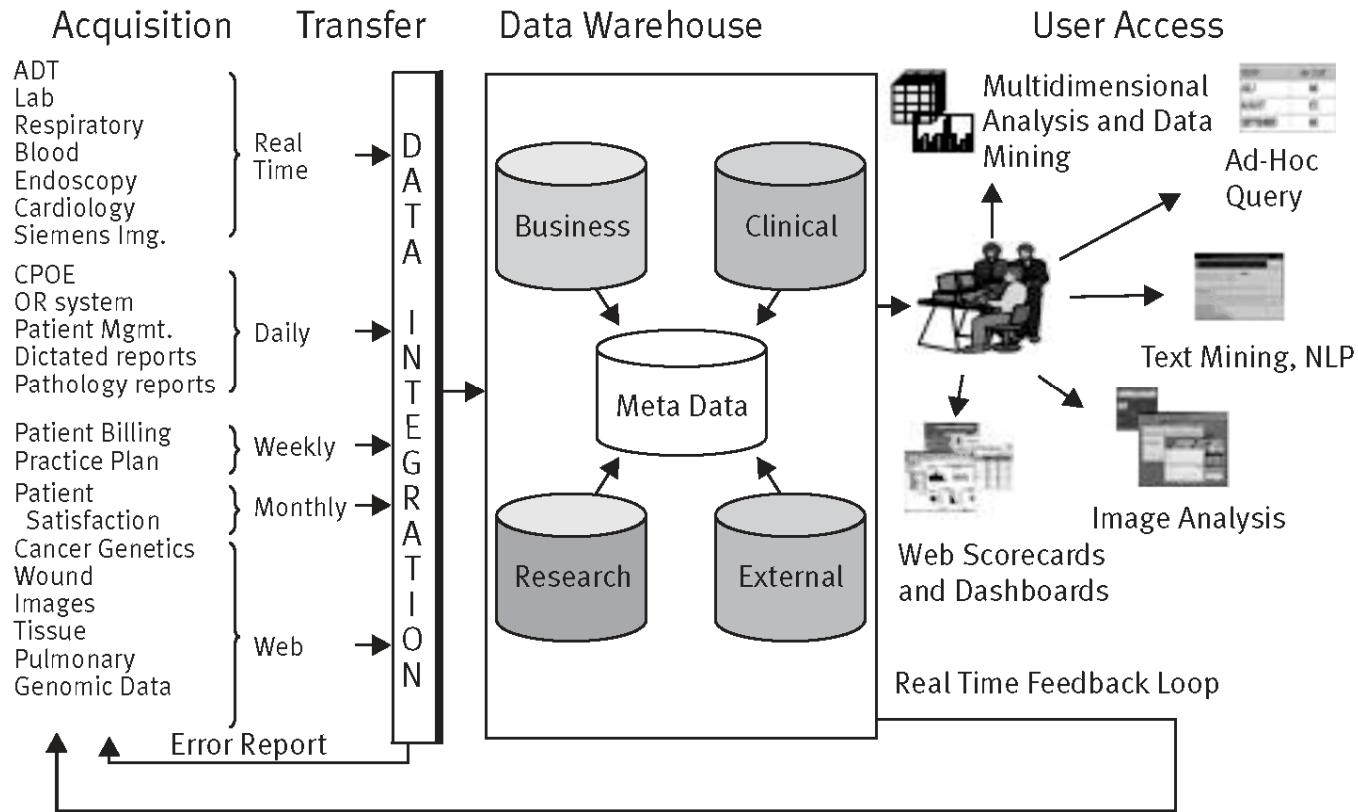 Acquisition
Transfer
Data Warehouse
User Access
ADT
Lab
Respiratory
Blood
Endoscopy
Cardiology
Siemens Img.
Real
Time
CPOE
OR system
Patient Mgmt.
Dictated reports
Pathology reports
Daily
Patient Billing
Practice Plan
Weekly
Patient
Satisfaction
Monthly
Cancer Genetics
Wound
Images
Tissue
Pulmonary
Genomic Data
Web
Error Report
DATA INTEGRATION
Business
Clinical
Meta Data
Research
External
Multidimensional
Analysis and Data
Mining
Ad-Hoc
Query
Text Mining, NLP
Image Analysis
Web Scorecards
and Dashboards
Real Time Feedback Loop